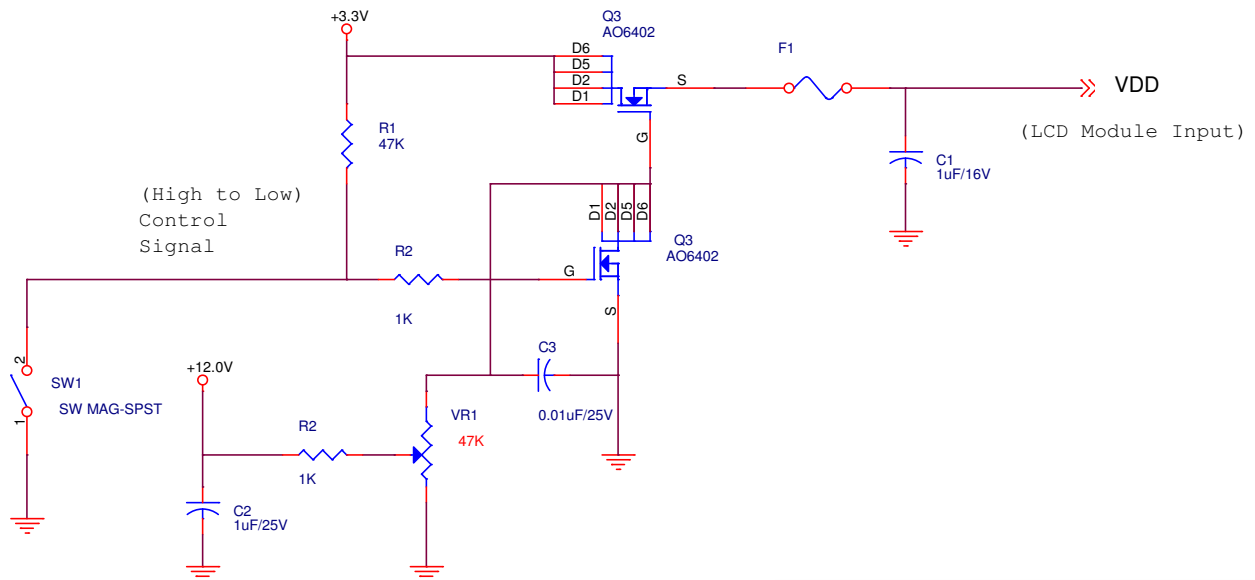 +3.3V
Q3
AO6402
F1
D6
D5
D2
D1
S
VDD
(LCD Module Input)
R1
47K
G
C1
1uF/16V
(High to Low)
Control
Signal
D1
D2
D5
D6
Q3
AO6402
R2
G
1K
S
2
SW1
SW MAG-SPST
1
+12.0V
C3
0.01uF/25V
VR1
47K
R2
1K
C2
1uF/25V